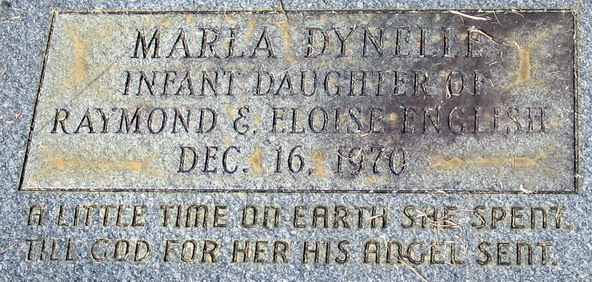 MARLA DYNELLE
INFANT DAUGHTER OF
RAYMOND & ELOISE ENGLISH
DEC. 16, 1970
A LITTLE TIME ON EARTH SHE SPENT,
TILL GOD FOR HER HIS ANGEL SENT.